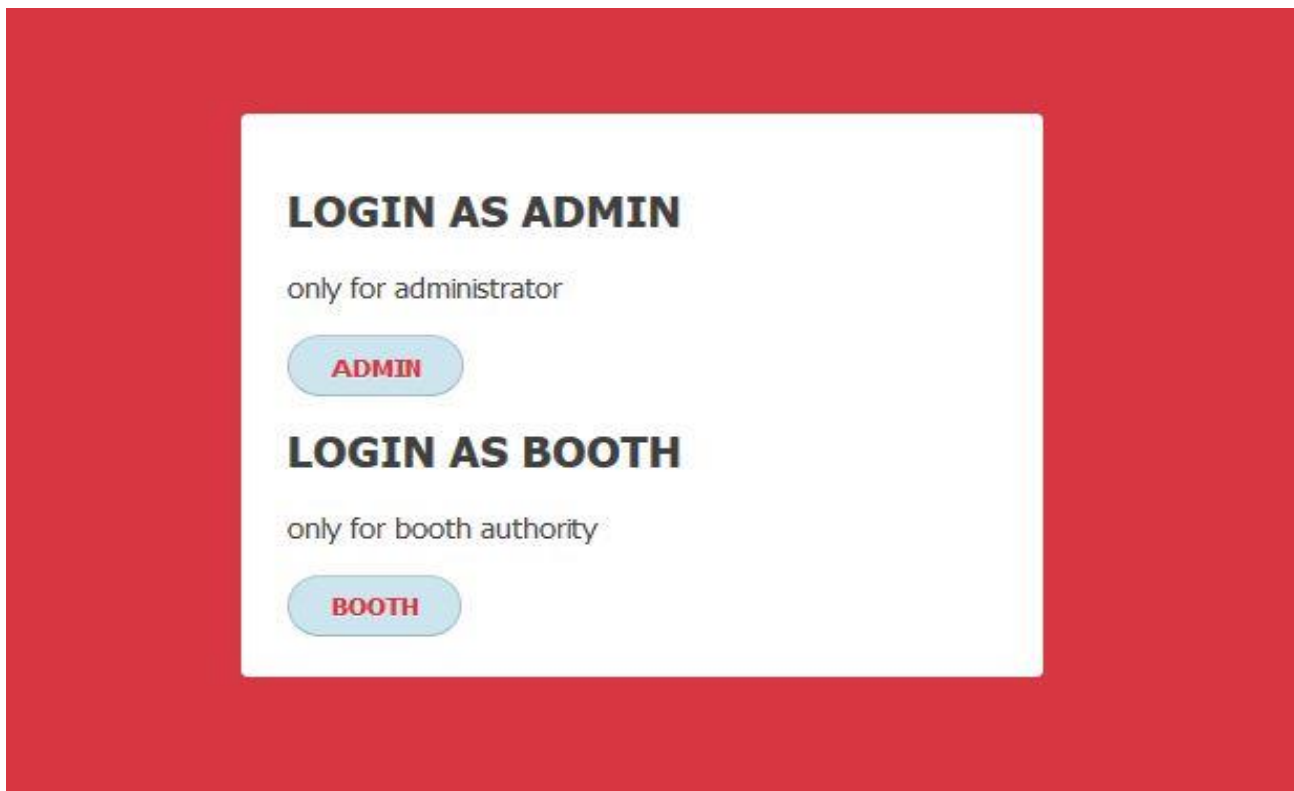 LOGIN AS ADMIN
only for administrator
ADMIN
LOGIN AS BOOTH
only for booth authority
BOOTH